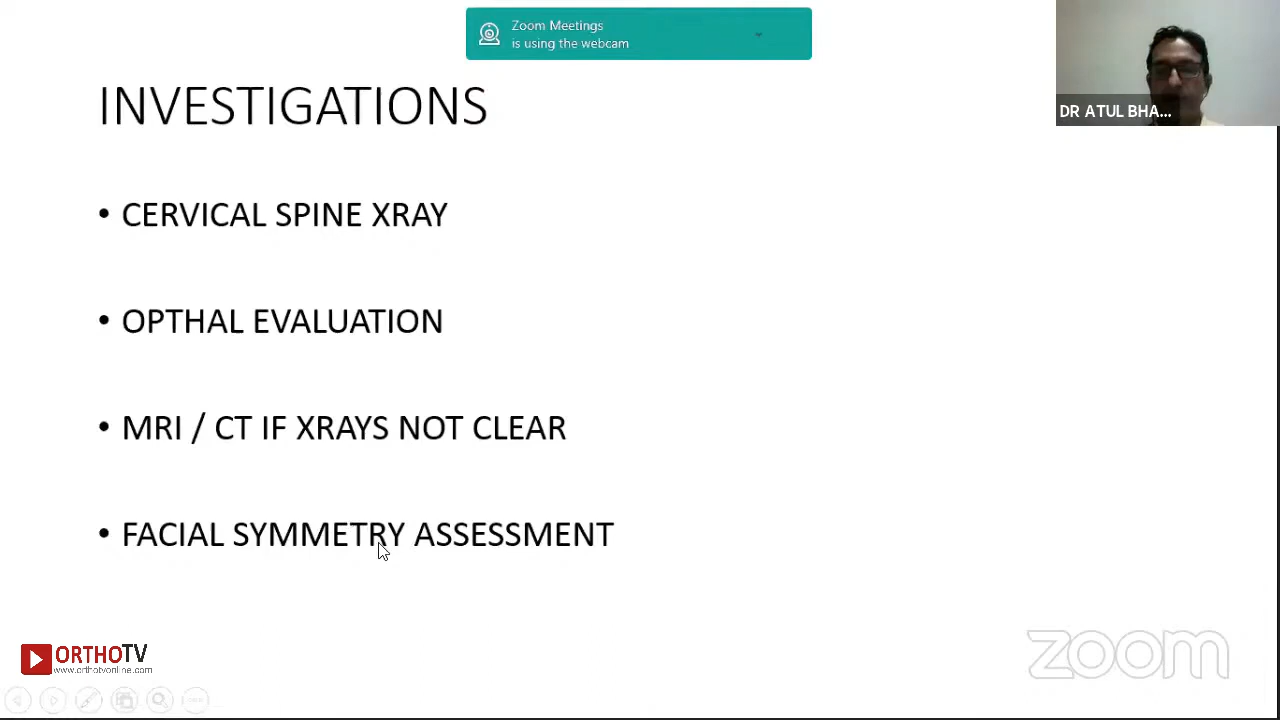 Zoom Meetings
is using the webcam
DR ATUL BHA...
INVESTIGATIONS
• CERVICAL SPINE XRAY
• OPTHAL EVALUATION
• MRI / CT IF XRAYS NOT CLEAR
• FACIAL SYMMETRY ASSESSMENT
ORTHOTV
www.orthotvonline.com
zoom